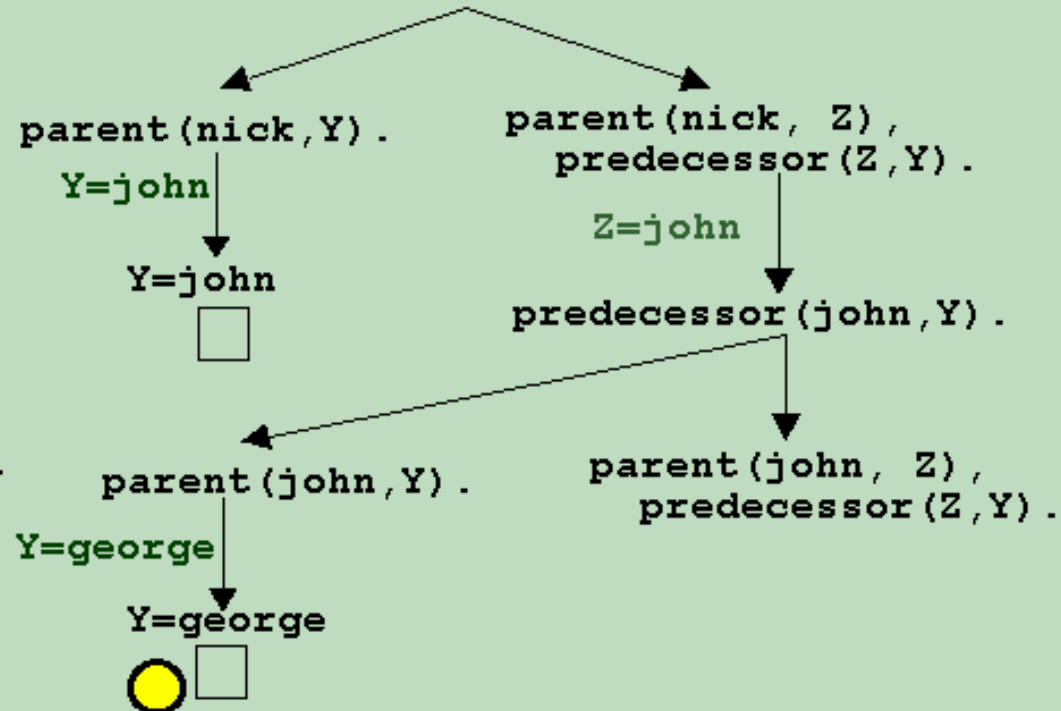 parent(nick,Y).
parent(nick, Z),
predecessor(Z,Y).
Y=john
Z=john
Y=john
predecessor(john,Y).
parent(john,Y).
parent(john, Z),
predecessor(Z,Y).
Y=george
Y=george